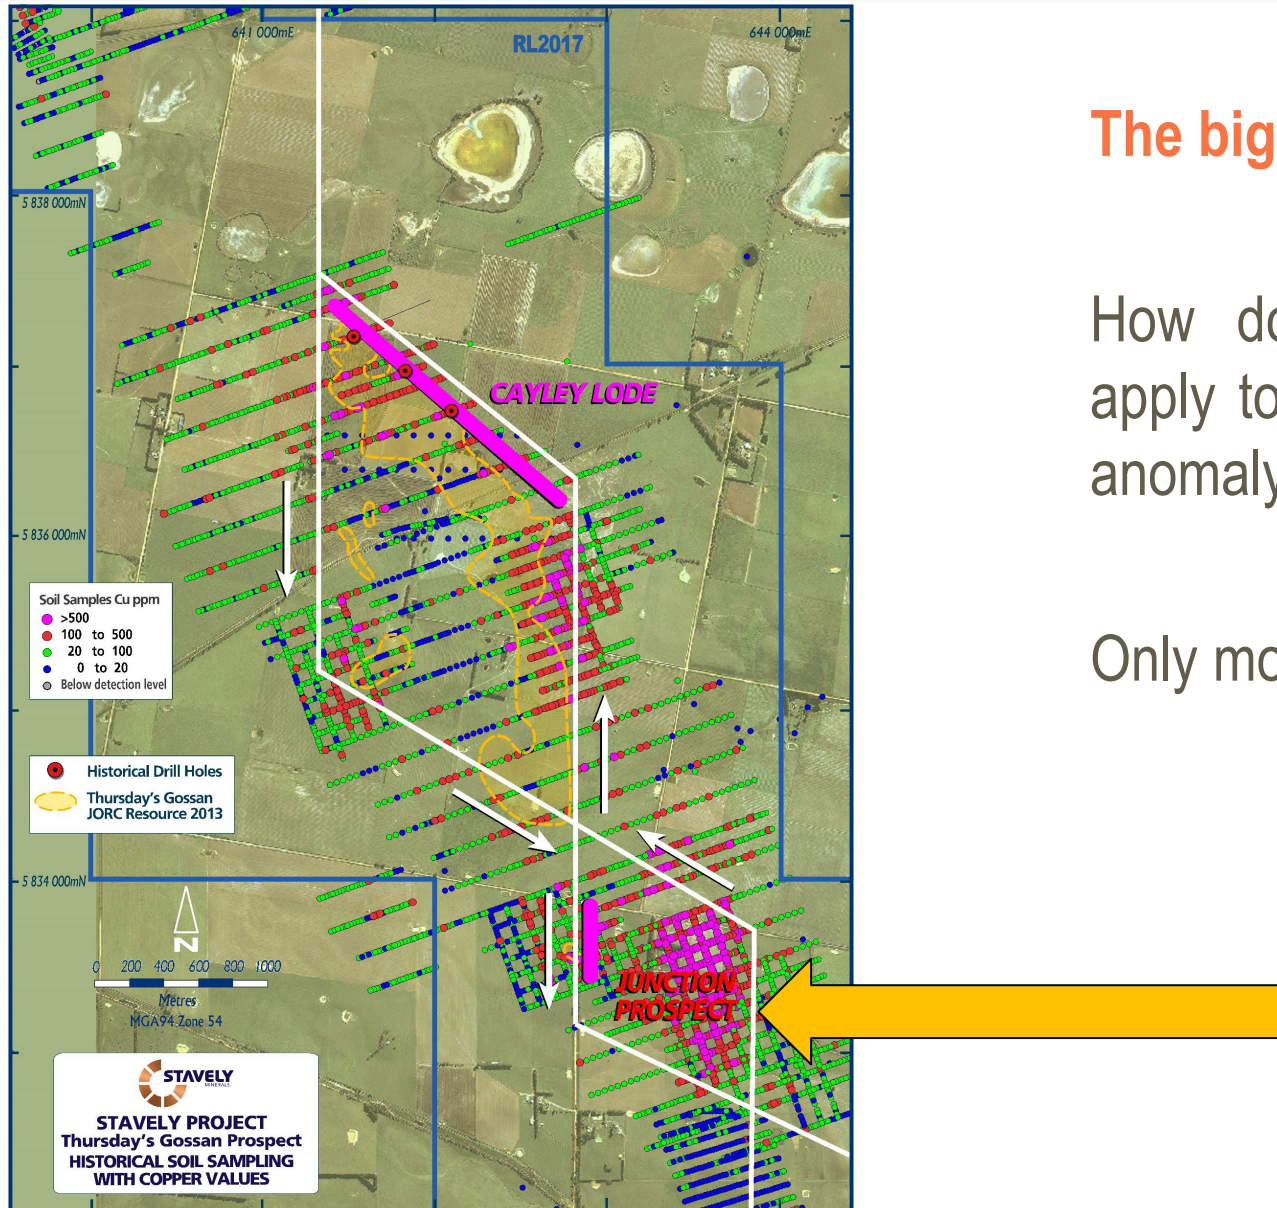 641 000mE
644 000mE
RL2017
5 838 000mN
CAYLEY LODE
5 836 000mN
Soil Samples Cu ppm
>500
100 to 500
20 to 100
0 to 20
Below detection level
Historical Drill Holes
Thursday's Gossan
JORC Resource 2013
5 834 000mN
N
0 200 400 600 800 1000
Metres
MGA94 Zone 54
JUNCTION
PROSPECT
STAVELY
MINERALS
STAVELY PROJECT
Thursday's Gossan Prospect
HISTORICAL SOIL SAMPLING
WITH COPPER VALUES
The big
How do
apply to
anomaly
Only mo